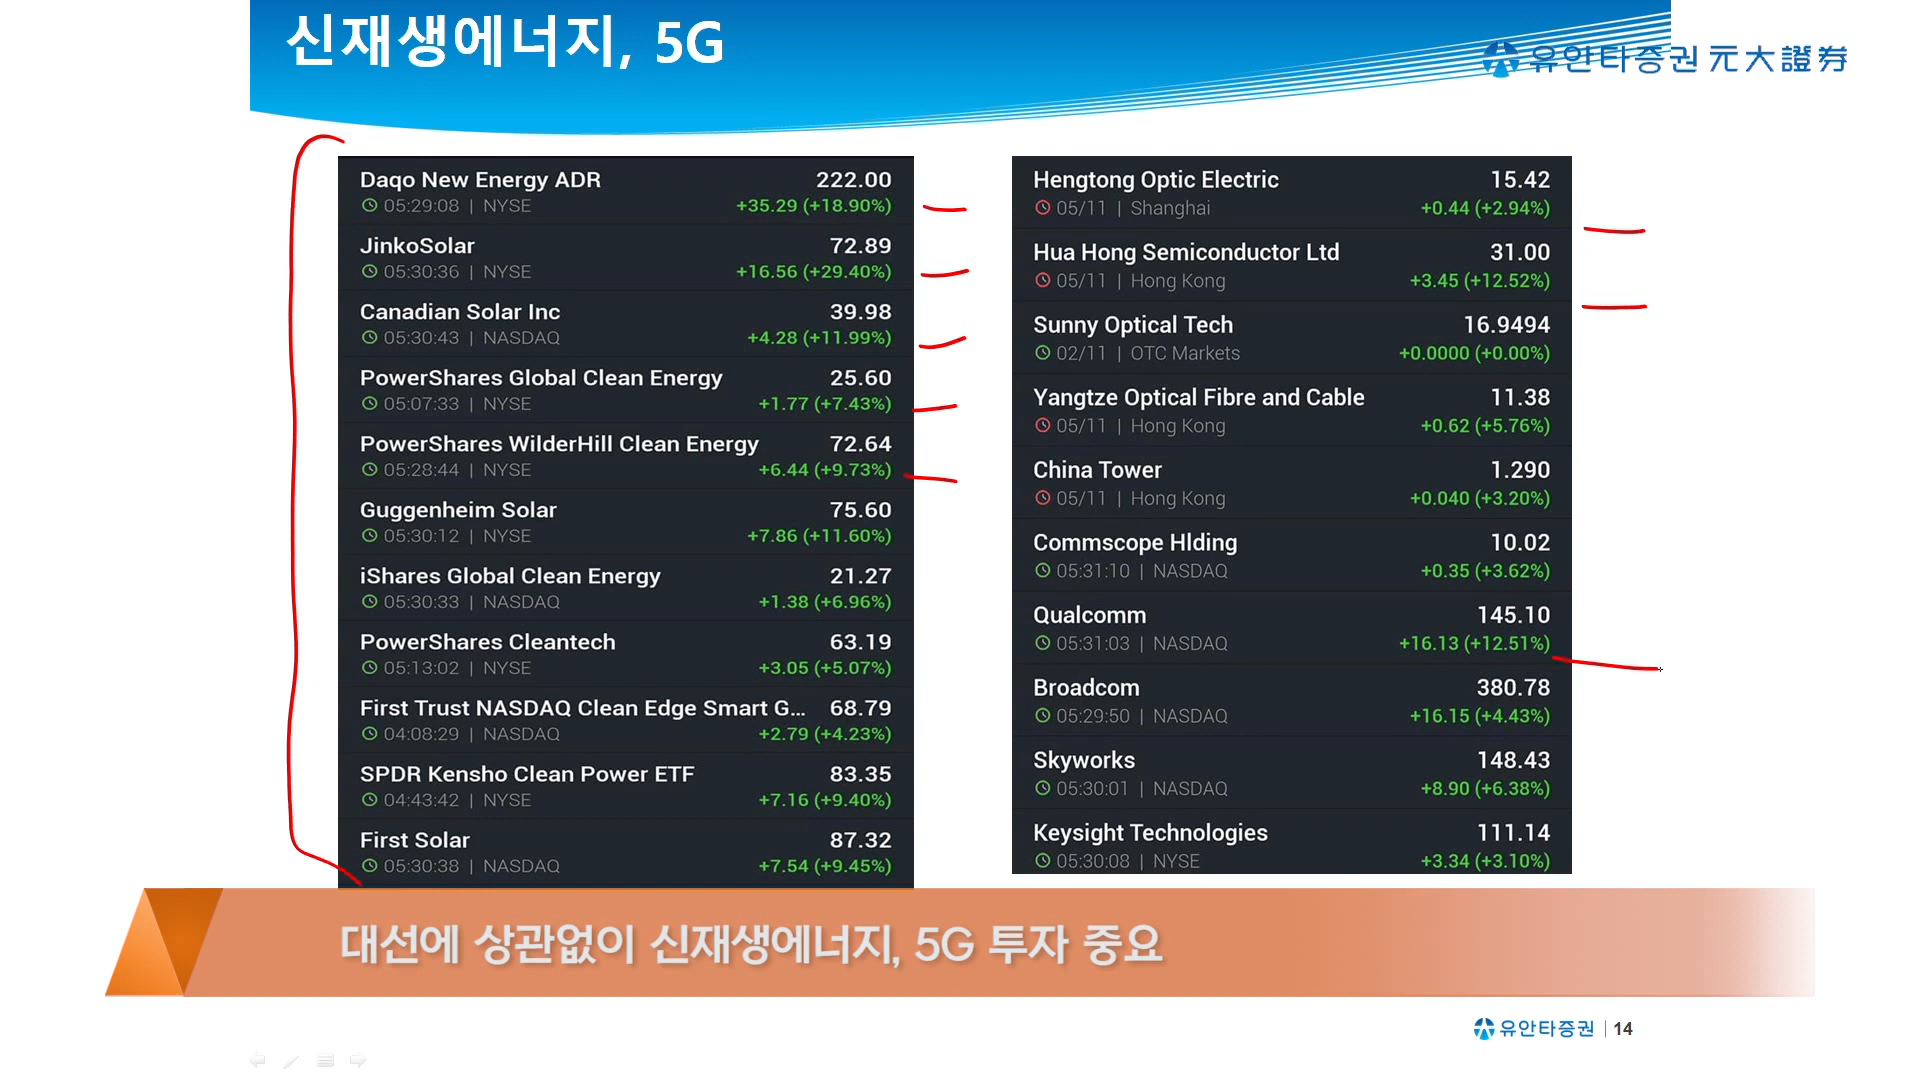 신재생에너지, 5G
유안타증권 元大證券
Daqo New Energy ADR 222.00
05:29:08 | NYSE +35.29 (+18.90%)
JinkoSolar 72.89
05:30:36 | NYSE +16.56 (+29.40%)
Canadian Solar Inc 39.98
05:30:43 | NASDAQ +4.28 (+11.99%)
PowerShares Global Clean Energy 25.60
05:07:33 | NYSE +1.77 (+7.43%)
PowerShares WilderHill Clean Energy 72.64
05:28:44 | NYSE +6.44 (+9.73%)
Guggenheim Solar 75.60
05:30:12 | NYSE +7.86 (+11.60%)
iShares Global Clean Energy 21.27
05:30:33 | NASDAQ +1.38 (+6.96%)
PowerShares Cleantech 63.19
05:13:02 | NYSE +3.05 (+5.07%)
First Trust NASDAQ Clean Edge Smart G... 68.79
04:08:29 | NASDAQ +2.79 (+4.23%)
SPDR Kensho Clean Power ETF 83.35
04:43:42 | NYSE +7.16 (+9.40%)
First Solar 87.32
05:30:38 | NASDAQ +7.54 (+9.45%)
Hengtong Optic Electric 15.42
05/11 | Shanghai +0.44 (+2.94%)
Hua Hong Semiconductor Ltd 31.00
05/11 | Hong Kong +3.45 (+12.52%)
Sunny Optical Tech 16.9494
02/11 | OTC Markets +0.0000 (+0.00%)
Yangtze Optical Fibre and Cable 11.38
05/11 | Hong Kong +0.62 (+5.76%)
China Tower 1.290
05/11 | Hong Kong +0.040 (+3.20%)
Commscope Hlding 10.02
05:31:10 | NASDAQ +0.35 (+3.62%)
Qualcomm 145.10
05:31:03 | NASDAQ +16.13 (+12.51%)
Broadcom 380.78
05:29:50 | NASDAQ +16.15 (+4.43%)
Skyworks 148.43
05:30:01 | NASDAQ +8.90 (+6.38%)
Keysight Technologies 111.14
05:30:08 | NYSE +3.34 (+3.10%)
대선에 상관없이 신재생에너지, 5G 투자 중요
유안타증권 | 14